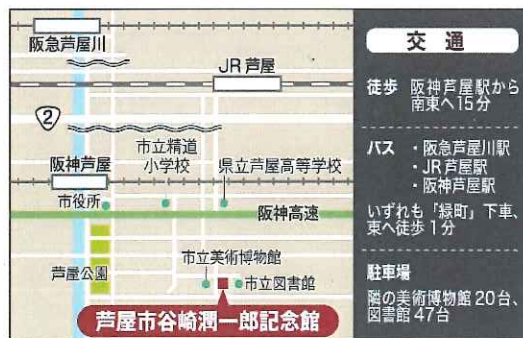 阪急芦屋川
JR芦屋
2
市立精道
小学校
県立芦屋高等学校
阪神芦屋
市役所
阪神高速
芦屋公園
市立美術博物館
市立図書館
芦屋市谷崎潤一郎記念館
交通
徒歩 阪神芦屋駅から
南東へ15分
バス ・阪急芦屋川駅
・JR芦屋駅
・阪神芦屋駅
いずれも「緑町」下車、
東へ徒歩1分
駐車場
隣の美術博物館20台、
図書館47台